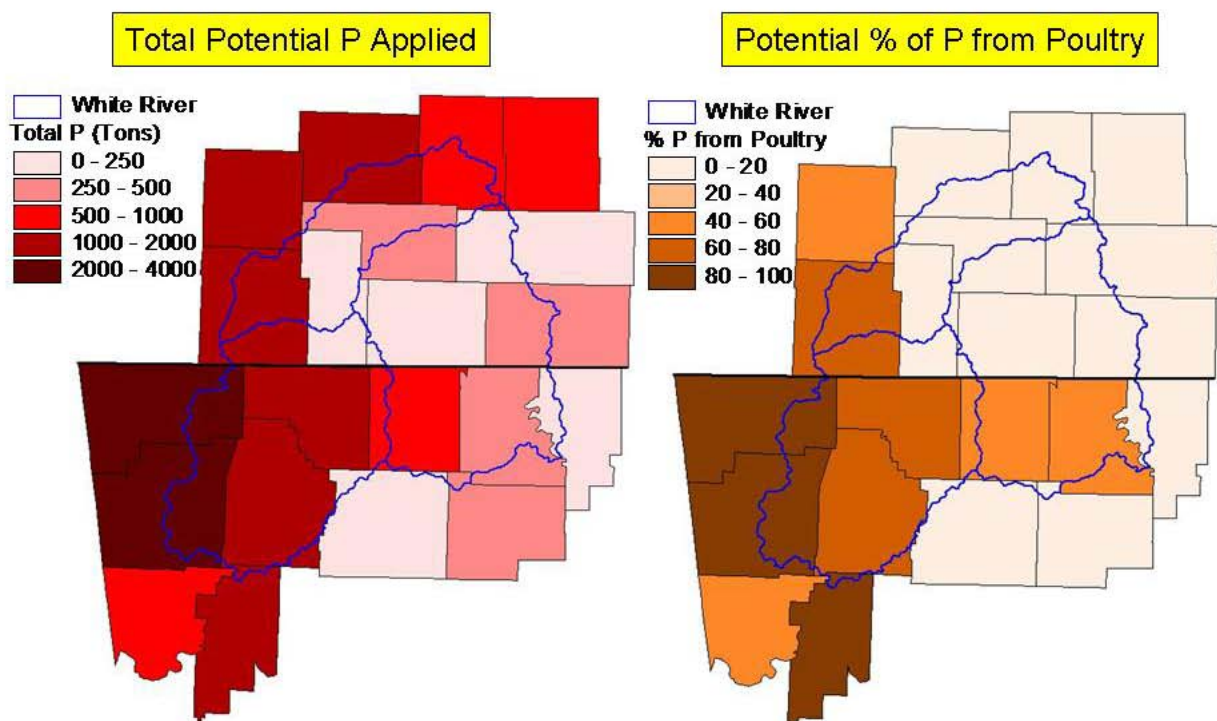 Total Potential P Applied
White River
Total P (Tons)
0 - 250
250 - 500
500 - 1000
1000 - 2000
2000 - 4000
Potential % of P from Poultry
White River
% P from Poultry
0 - 20
20 - 40
40 - 60
60 - 80
80 - 100